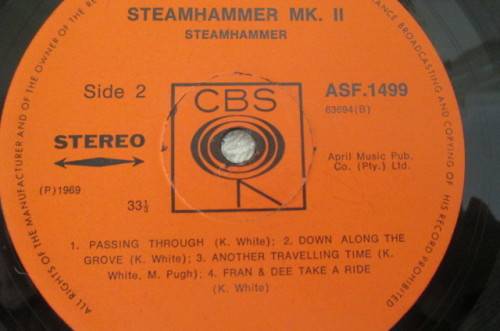 STEAMHAMMER MK. II
STEAMHAMMER
Side 2
CBS
ASF.1499
63694(B)
STEREO
April Music Pub.
Co. (Pty.) Ltd.
(P)1969
33⅓
1. PASSING THROUGH (K. White); 2. DOWN ALONG THE
GROVE (K. White); 3. ANOTHER TRAVELLING TIME (K.
White, M. Pugh); 4. FRAN & DEE TAKE A RIDE
(K. White)
ALL RIGHTS OF THE MANUFACTURER AND OF THE OWNER OF THE RE
ANCE BROADCASTING AND COPYING OF HIS RECORD PROHIBITED